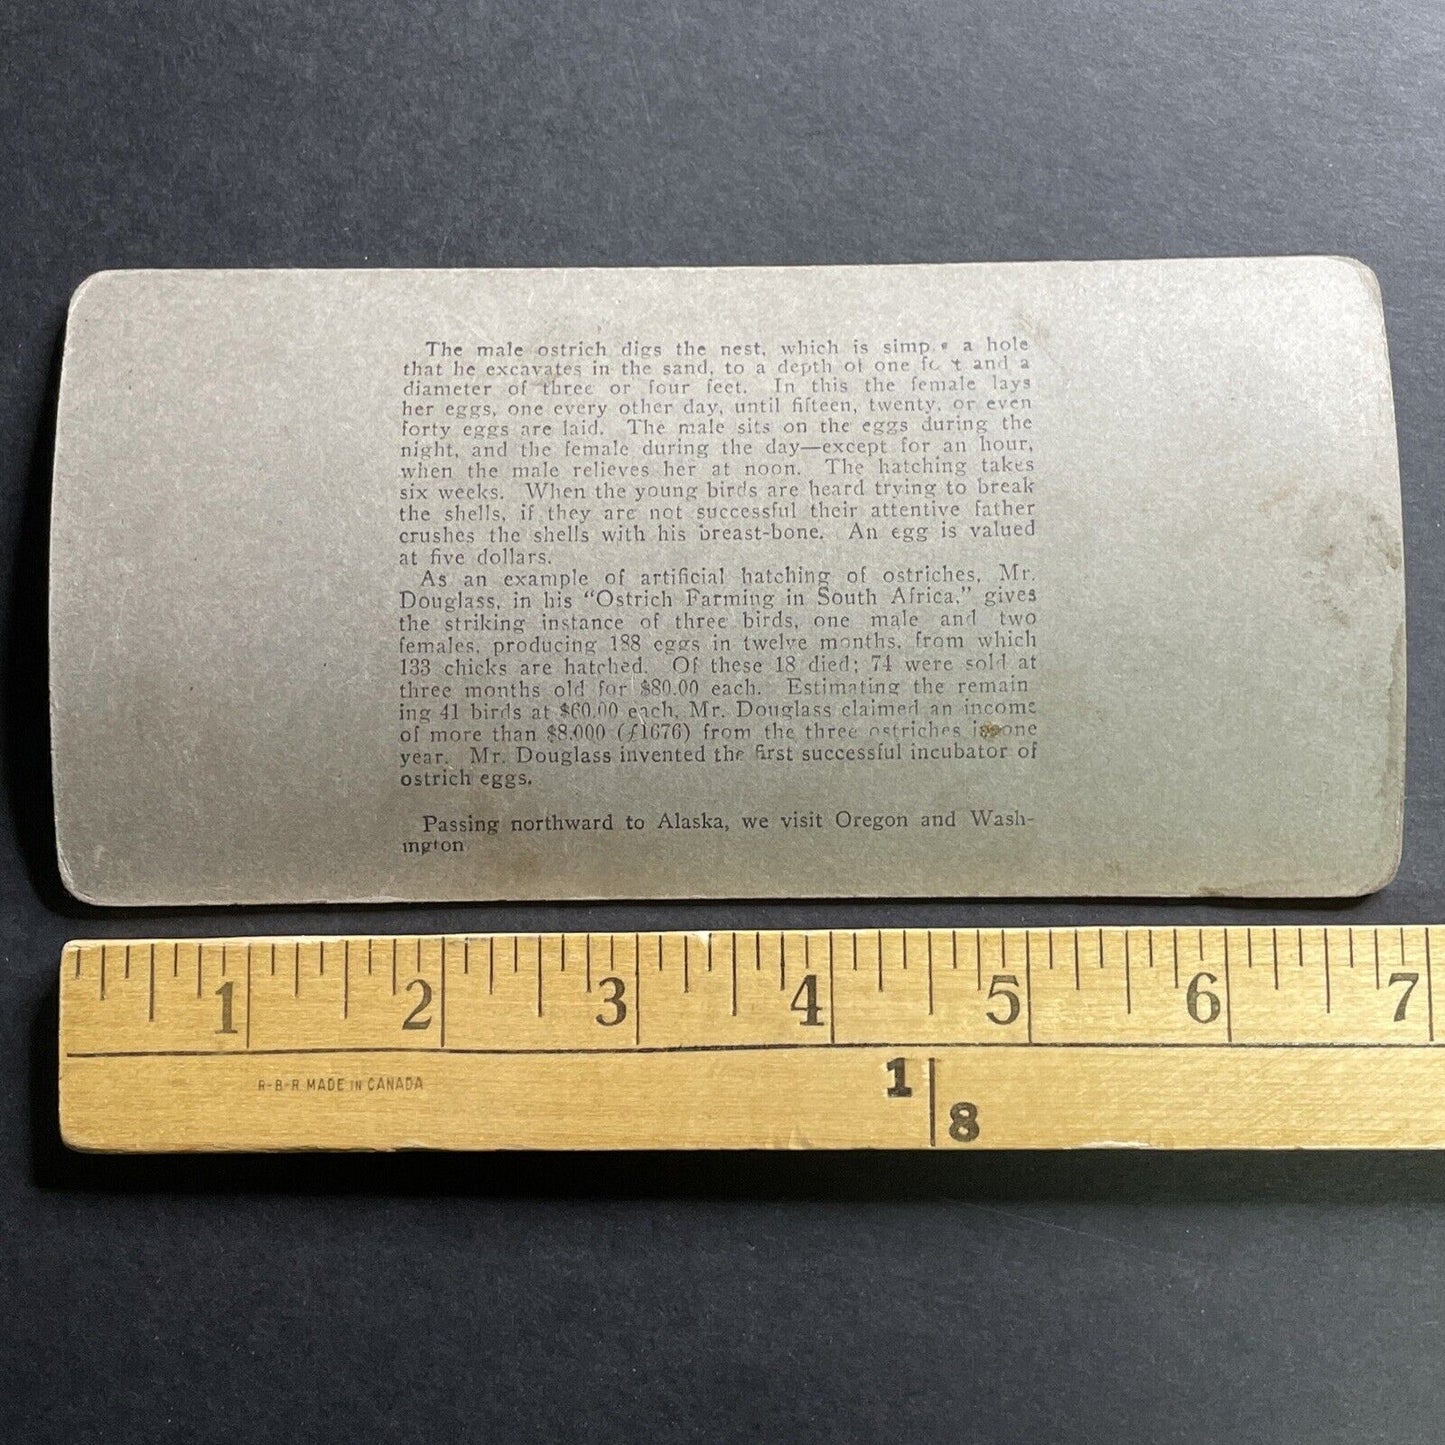 The male ostrich digs the nest, which is simp e a hole
that he excavates in the sand, to a depth of one fo t and a
diameter of three or four feet. In this the female lays
her eggs, one every other day, until fifteen, twenty, or even
forty eggs are laid. The male sits on the eggs during the
night, and the female during the day—except for an hour,
when the male relieves her at noon. The hatching takes
six weeks. When the young birds are heard trying to break
the shells, if they are not successful their attentive father
crushes the shells with his breast-bone. An egg is valued
at five dollars.
As an example of artificial hatching of ostriches, Mr.
Douglass, in his “Ostrich Farming in South Africa,” gives
the striking instance of three birds, one male and two
females, producing 188 eggs in twelve months, from which
133 chicks are hatched. Of these 18 died; 74 were sold at
three months old for $80.00 each. Estimating the remain
ing 41 birds at $60.00 each, Mr. Douglass claimed an income
of more than $8,000 (£1676) from the three ostriches in one
year. Mr. Douglass invented the first successful incubator of
ostrich eggs.
Passing northward to Alaska, we visit Oregon and Wash-
ington
1 2 3 4 5 6 7
R-B-R MADE IN CANADA
1 | 8